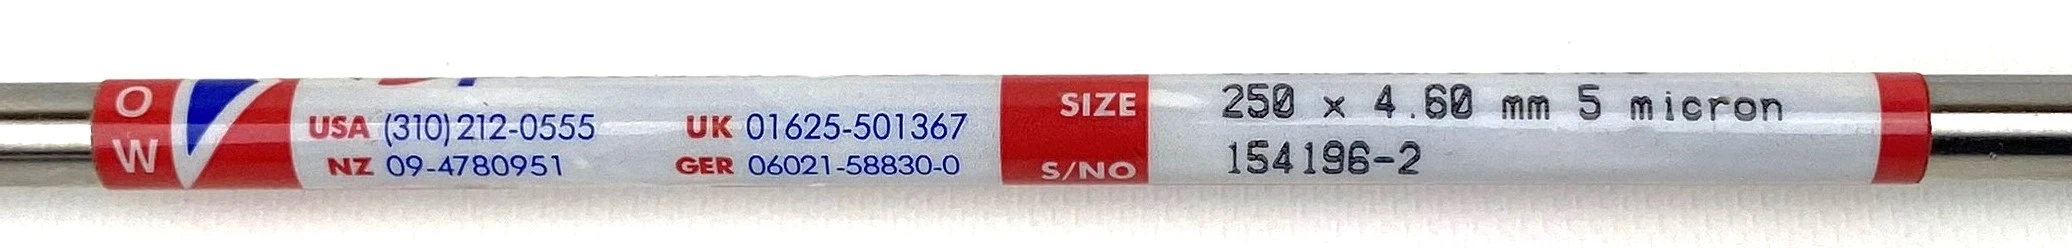 O
W
USA (310) 212-0555 UK 01625-501367
NZ 09-4780951 GER 06021-58830-0
SIZE 250 x 4.60 mm 5 micron
S/NO 154196-2